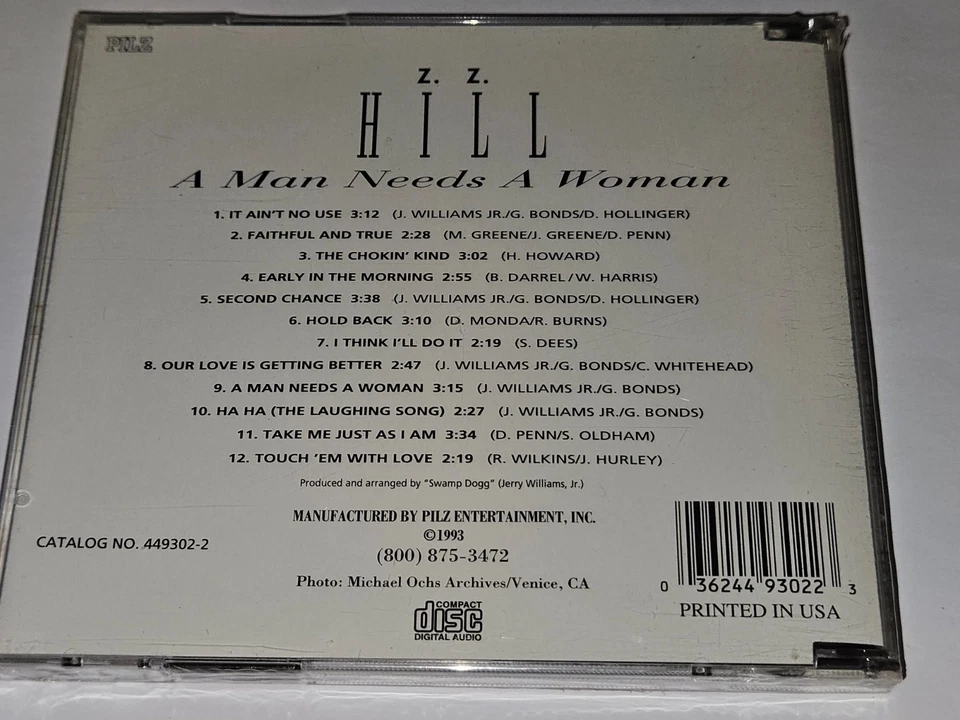 PILZ
Z. Z.
HILL
A Man Needs A Woman
1. IT AIN'T NO USE 3:12 (J. WILLIAMS JR./G. BONDS/D. HOLLINGER)
2. FAITHFUL AND TRUE 2:28 (M. GREENE/J. GREENE/D. PENN)
3. THE CHOKIN' KIND 3:02 (H. HOWARD)
4. EARLY IN THE MORNING 2:55 (B. DARREL/W. HARRIS)
5. SECOND CHANCE 3:38 (J. WILLIAMS JR./G. BONDS/D. HOLLINGER)
6. HOLD BACK 3:10 (D. MONDA/R. BURNS)
7. I THINK I'LL DO IT 2:19 (S. DEES)
8. OUR LOVE IS GETTING BETTER 2:47 (J. WILLIAMS JR./G. BONDS/C. WHITEHEAD)
9. A MAN NEEDS A WOMAN 3:15 (J. WILLIAMS JR./G. BONDS)
10. HA HA (THE LAUGHING SONG) 2:27 (J. WILLIAMS JR./G. BONDS)
11. TAKE ME JUST AS I AM 3:34 (D. PENN/S. OLDHAM)
12. TOUCH 'EM WITH LOVE 2:19 (R. WILKINS/J. HURLEY)
Produced and arranged by "Swamp Dogg" (Jerry Williams, Jr.)
MANUFACTURED BY PILZ ENTERTAINMENT, INC.
©1993
(800) 875-3472
Photo: Michael Ochs Archives/Venice, CA
CATALOG NO. 449302-2
COMPACT
disc
DIGITAL AUDIO
0 36244 93022 3
PRINTED IN USA